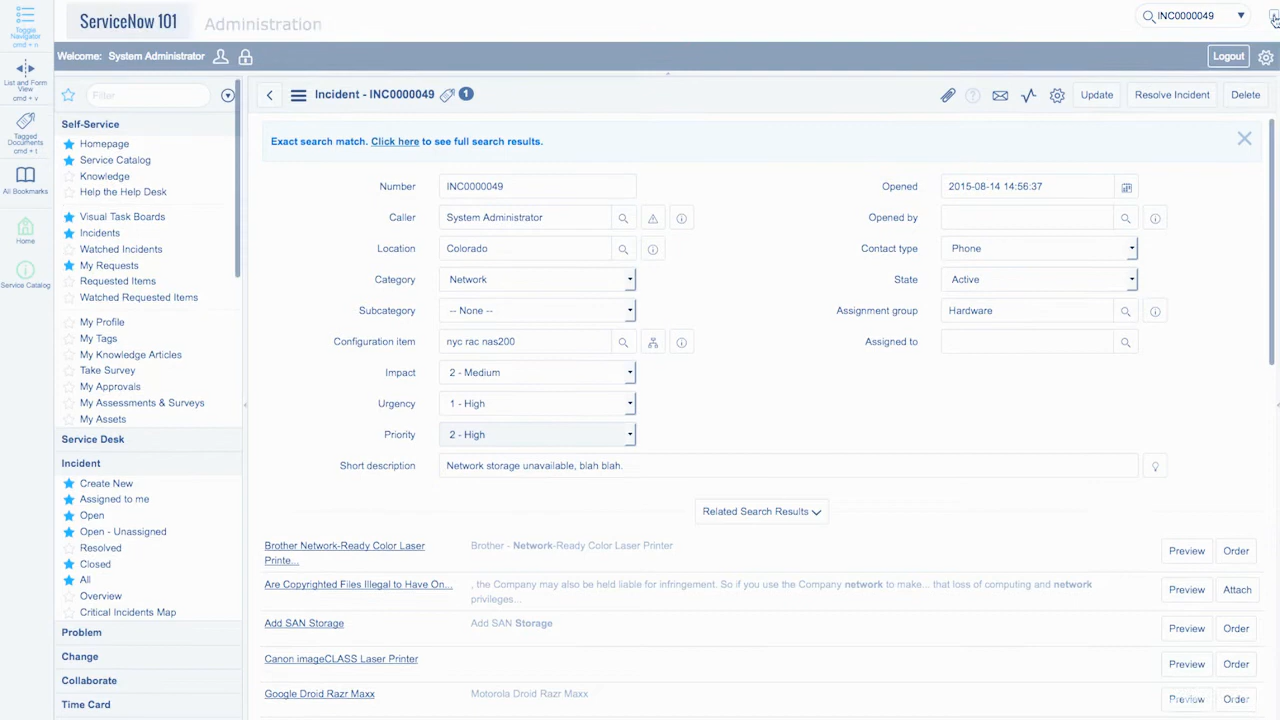 Toggle
Navigator
cmd + n
List and Form
View
cmd + v
Tagged
Documents
cmd + t
All Bookmarks
Home
Service Catalog
ServiceNow 101
Administration
INC0000049
Welcome: System Administrator
Logout
Filter
Self-Service
Homepage
Service Catalog
Knowledge
Help the Help Desk
Visual Task Boards
Incidents
Watched Incidents
My Requests
Requested Items
Watched Requested Items
My Profile
My Tags
My Knowledge Articles
Take Survey
My Approvals
My Assessments & Surveys
My Assets
Service Desk
Incident
Create New
Assigned to me
Open
Open - Unassigned
Resolved
Closed
All
Overview
Critical Incidents Map
Problem
Change
Collaborate
Time Card
Incident - INC0000049 1
Update
Resolve Incident
Delete
Exact search match. Click here to see full search results.
Number INC0000049
Caller System Administrator
Location Colorado
Category Network
Subcategory -- None --
Configuration item nyc rac nas200
Impact 2 - Medium
Urgency 1 - High
Priority 2 - High
Opened 2015-08-14 14:56:37
Opened by
Contact type Phone
State Active
Assignment group Hardware
Assigned to
Short description Network storage unavailable, blah blah.
Related Search Results
Brother Network-Ready Color Laser
Printe...
Brother - Network-Ready Color Laser Printer
Preview Order
Are Copyrighted Files Illegal to Have On...
, the Company may also be held liable for infringement. So if you use the Company network to make... that loss of computing and network
privileges...
Preview Attach
Add SAN Storage
Add SAN Storage
Preview Order
Canon imageCLASS Laser Printer
Preview Order
Google Droid Razr Maxx
Motorola Droid Razr Maxx
Preview Order